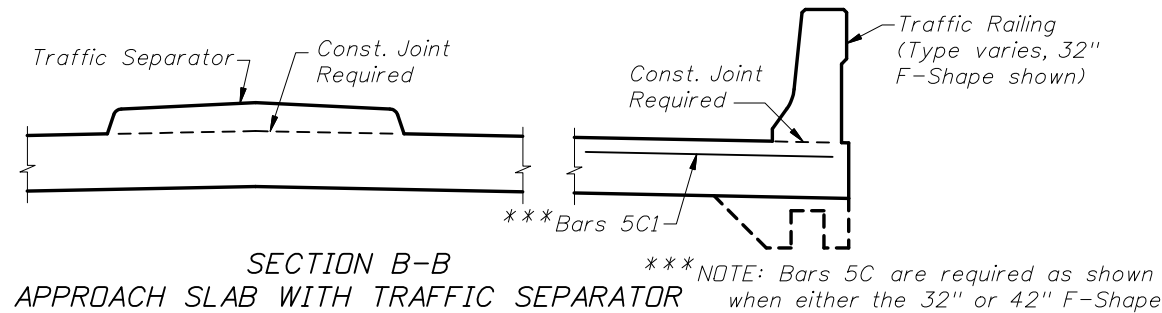 Traffic Separator
Const. Joint
Required
Const. Joint
Required
Traffic Railing
(Type varies, 32"
F-Shape shown)
***Bars 5C1
SECTION B-B
APPROACH SLAB WITH TRAFFIC SEPARATOR
***NOTE: Bars 5C are required as shown
when either the 32" or 42" F-Shape